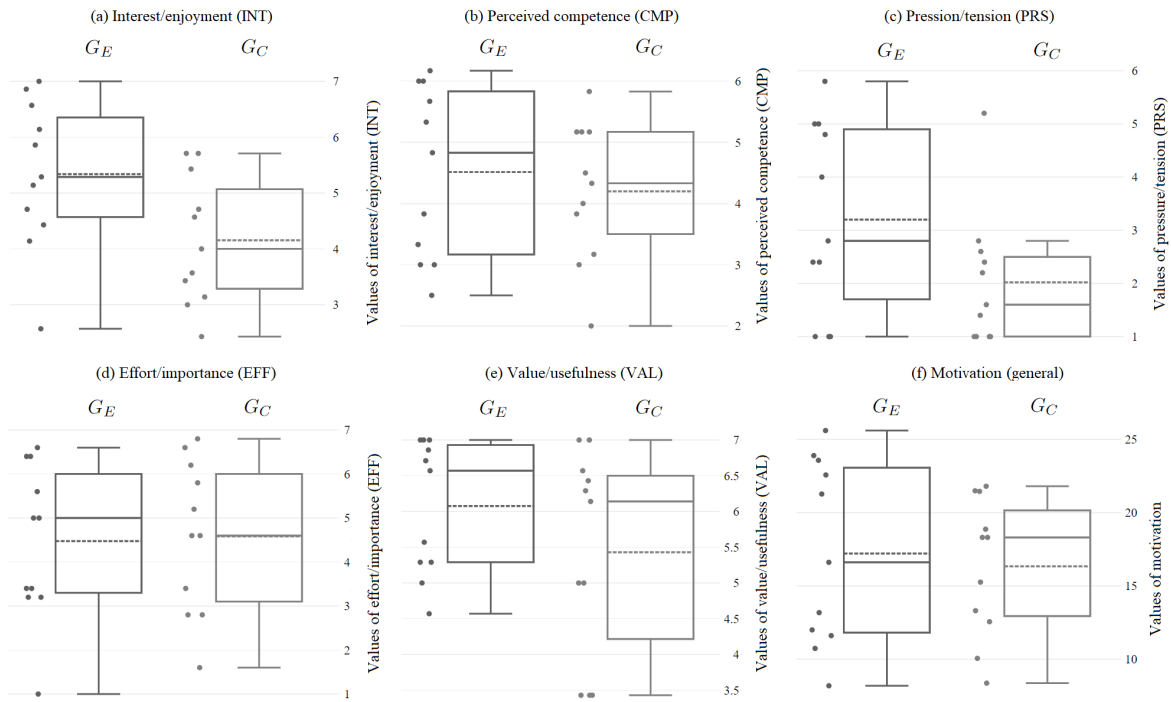 (a) Interest/enjoyment (INT)
G_E G_C
7
6
5
4
3
Values of interest/enjoyment (INT)
(b) Perceived competence (CMP)
G_E G_C
6
5
4
3
2
Values of perceived competence (CMP)
(c) Pression/tension (PRS)
G_E G_C
6
5
4
3
2
1
Values of pressure/tension (PRS)
(d) Effort/importance (EFF)
G_E G_C
7
6
5
4
3
2
1
Values of effort/importance (EFF)
(e) Value/usefulness (VAL)
G_E G_C
7
6.5
6
5.5
5
4.5
4
3.5
Values of value/usefulness (VAL)
(f) Motivation (general)
G_E G_C
25
20
15
10
Values of motivation